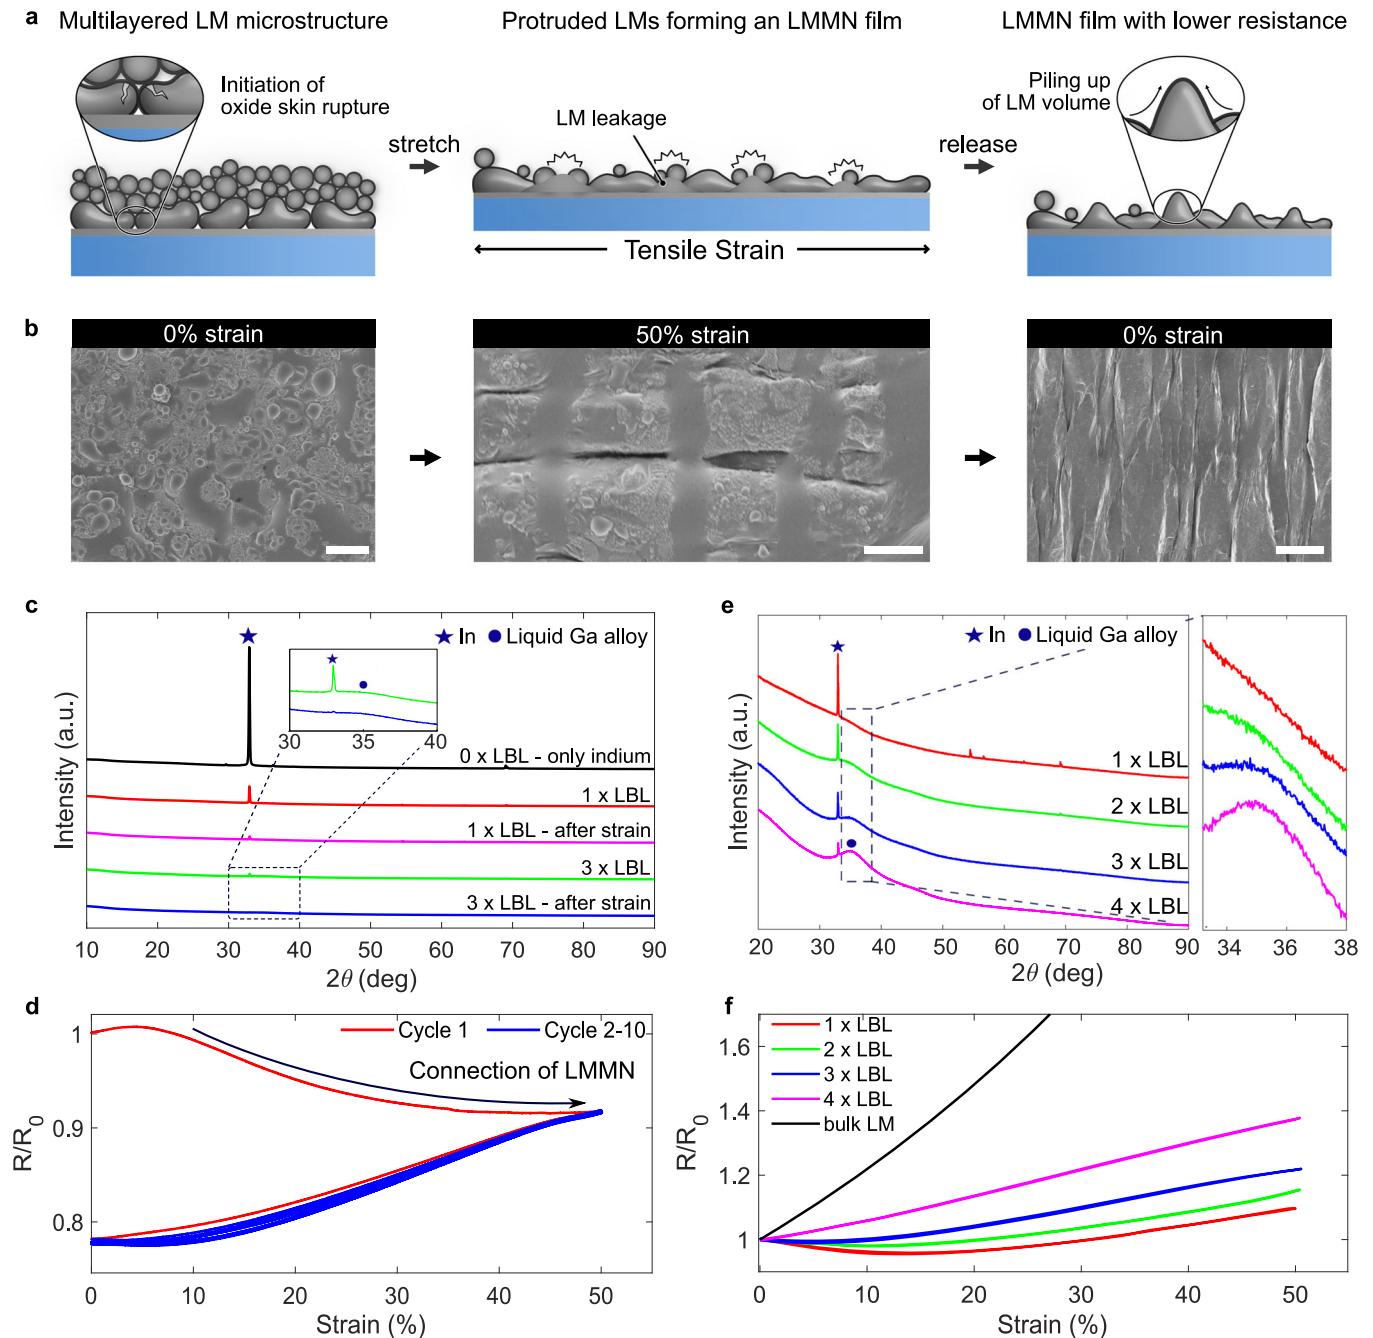 a
Multilayered LM microstructure
Protruded LMs forming an LMMN film
LMMN film with lower resistance
Initiation of
oxide skin rupture
stretch
LM leakage
release
Piling up
of LM volume
Tensile Strain
b
0% strain
50% strain
0% strain
c
★ In ● Liquid Ga alloy
30 35 40
0 x LBL - only indium
1 x LBL
1 x LBL - after strain
3 x LBL
3 x LBL - after strain
Intensity (a.u.)
10 20 30 40 50 60 70 80 90
2θ (deg)
e
★ In ● Liquid Ga alloy
1 x LBL
2 x LBL
3 x LBL
4 x LBL
Intensity (a.u.)
20 30 40 50 60 70 80 90
34 36 38
2θ (deg)
d
Cycle 1 Cycle 2-10
Connection of LMMN
1
0.9
0.8
R/R0
0 10 20 30 40 50
Strain (%)
f
1 x LBL
2 x LBL
3 x LBL
4 x LBL
bulk LM
1.6
1.4
1.2
1
R/R0
0 10 20 30 40 50
Strain (%)